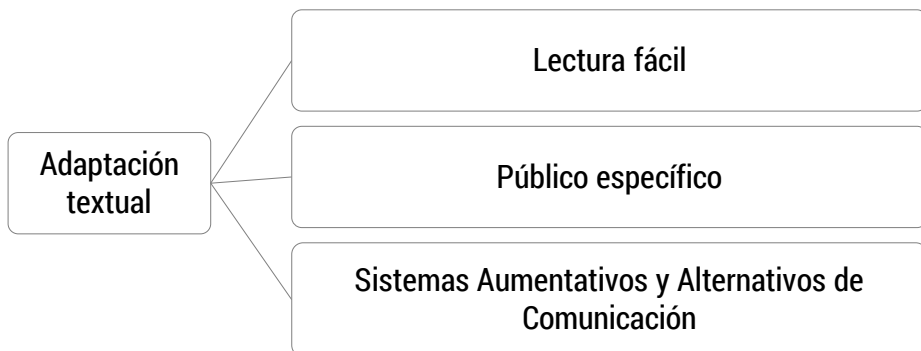 Lectura fácil
Adaptación
textual
Público específico
Sistemas Aumentativos y Alternativos de
Comunicación